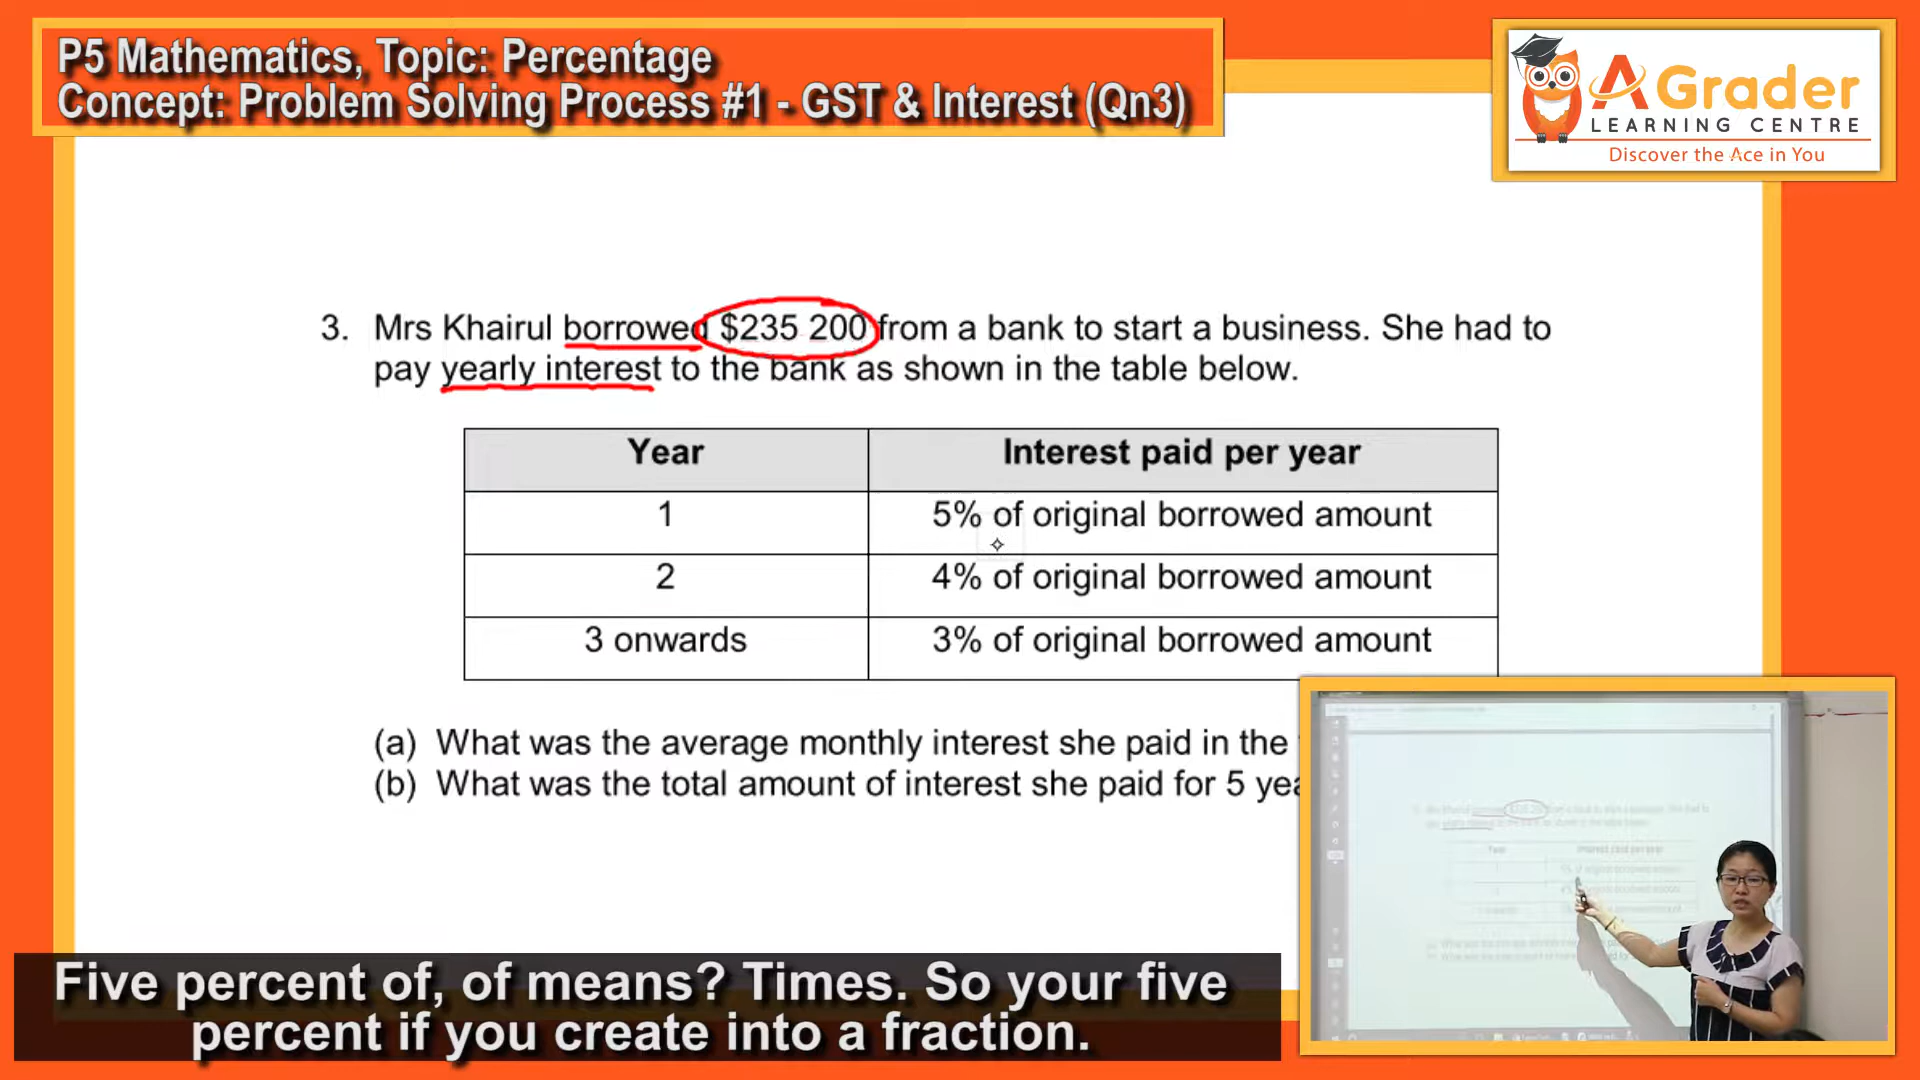 P5 Mathematics, Topic: Percentage
Concept: Problem Solving Process #1 - GST & Interest (Qn3)
A Grader
LEARNING CENTRE
Discover the Ace in You
3. Mrs Khairul borrowed $235 200 from a bank to start a business. She had to
pay yearly interest to the bank as shown in the table below.
Year Interest paid per year
1 5% of original borrowed amount
2 4% of original borrowed amount
3 onwards 3% of original borrowed amount
(a) What was the average monthly interest she paid in the
(b) What was the total amount of interest she paid for 5
Five percent of, of means? Times. So your five
percent if you create into a fraction.